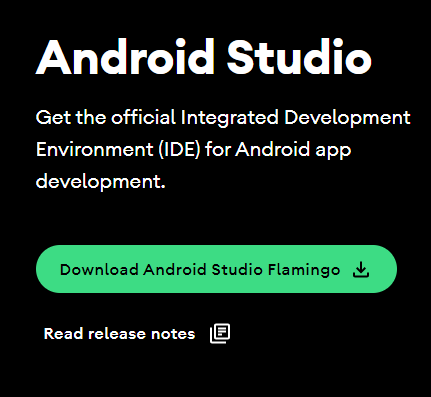 Android Studio
Get the official Integrated Development
Environment (IDE) for Android app
development.
Download Android Studio Flamingo
Read release notes